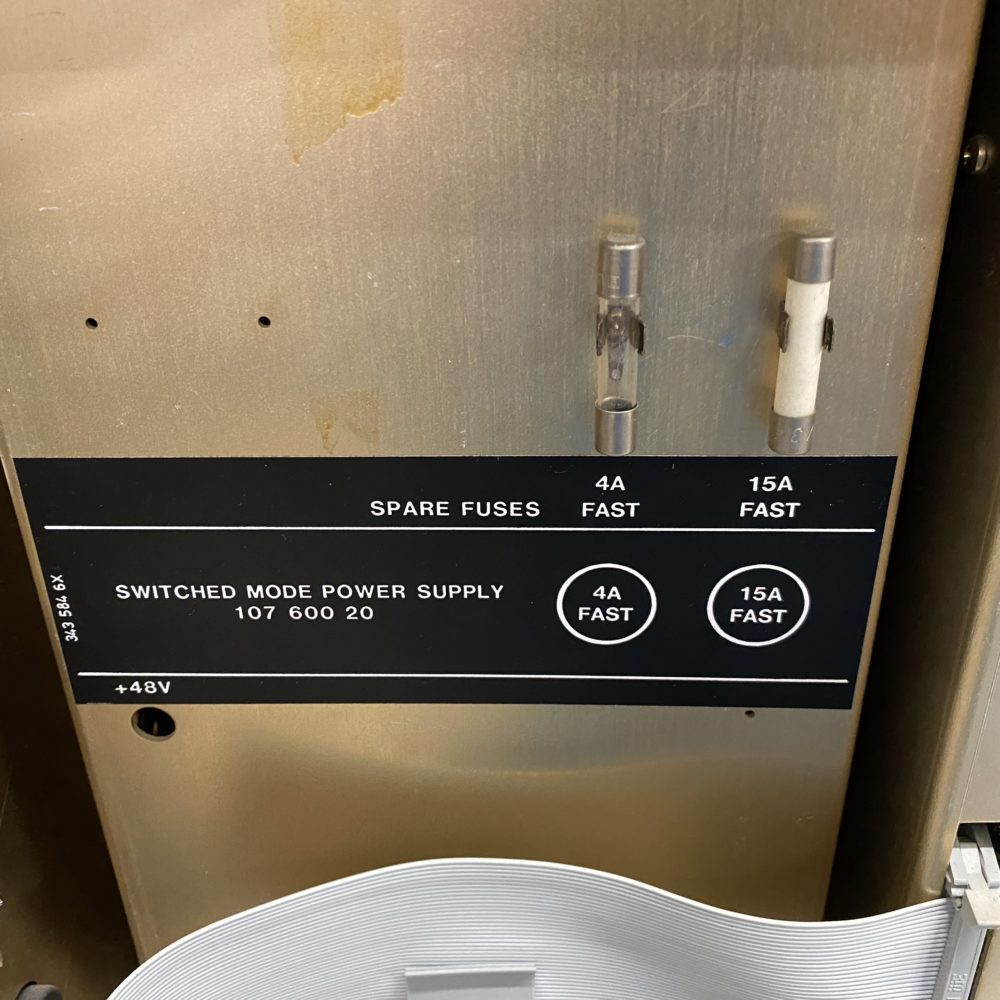 4A 15A
SPARE FUSES FAST FAST
SWITCHED MODE POWER SUPPLY
107 600 20
4A
FAST
15A
FAST
343 584 6X
+48V